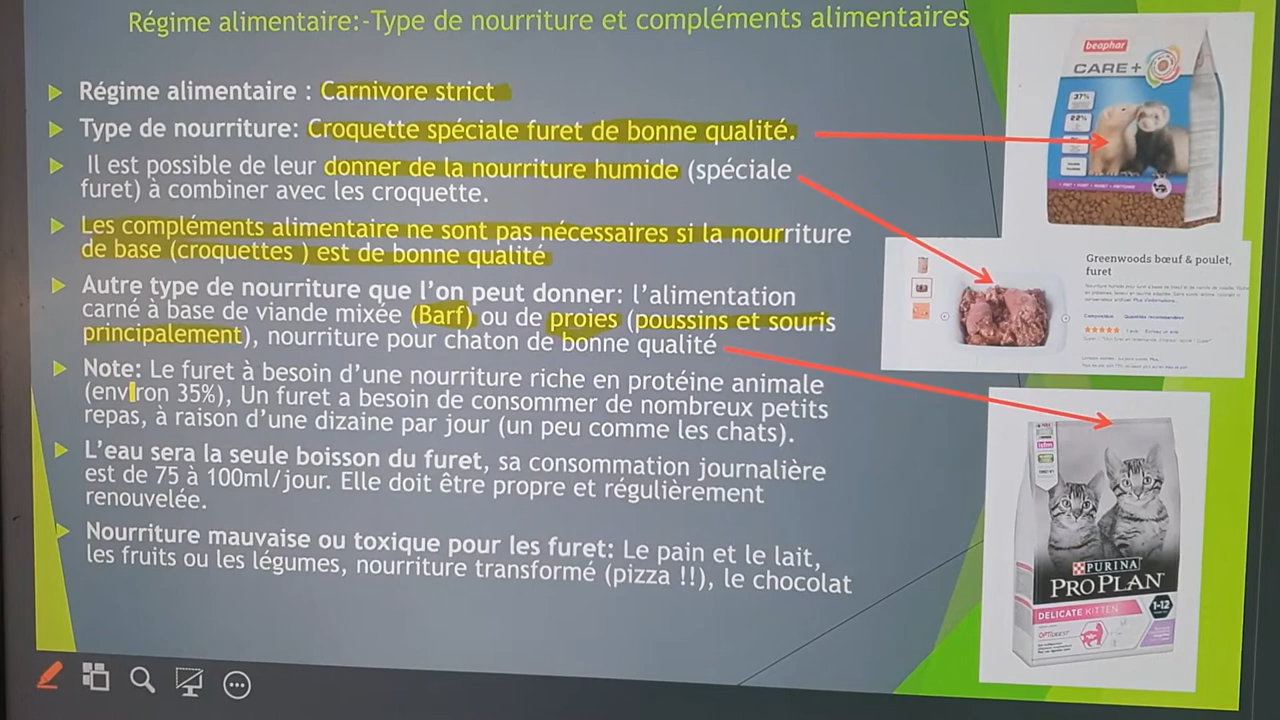 Régime alimentaire:-Type de nourriture et compléments alimentaires
Régime alimentaire : Carnivore strict
Type de nourriture: Croquette spéciale furet de bonne qualité.
Il est possible de leur donner de la nourriture humide (spéciale
furet) à combiner avec les croquette.
Les compléments alimentaire ne sont pas nécessaires si la nourriture
de base (croquettes ) est de bonne qualité
Autre type de nourriture que l'on peut donner: l'alimentation
carné à base de viande mixée (Barf) ou de proies (poussins et souris
principalement), nourriture pour chaton de bonne qualité
Note: Le furet à besoin d'une nourriture riche en protéine animale
(environ 35%), Un furet a besoin de consommer de nombreux petits
repas, à raison d'une dizaine par jour (un peu comme les chats).
L'eau sera la seule boisson du furet, sa consommation journalière
est de 75 à 100ml/jour. Elle doit être propre et régulièrement
renouvelée.
Nourriture mauvaise ou toxique pour les furet: Le pain et le lait,
les fruits ou les légumes, nourriture transformé (pizza !!), le chocolat
beaphar
CARE+
37%
22%
Greenwoods bœuf & poulet,
furet
PURINA
PRO PLAN
DELICATE KITTEN
1-12
OPTIDIGEST